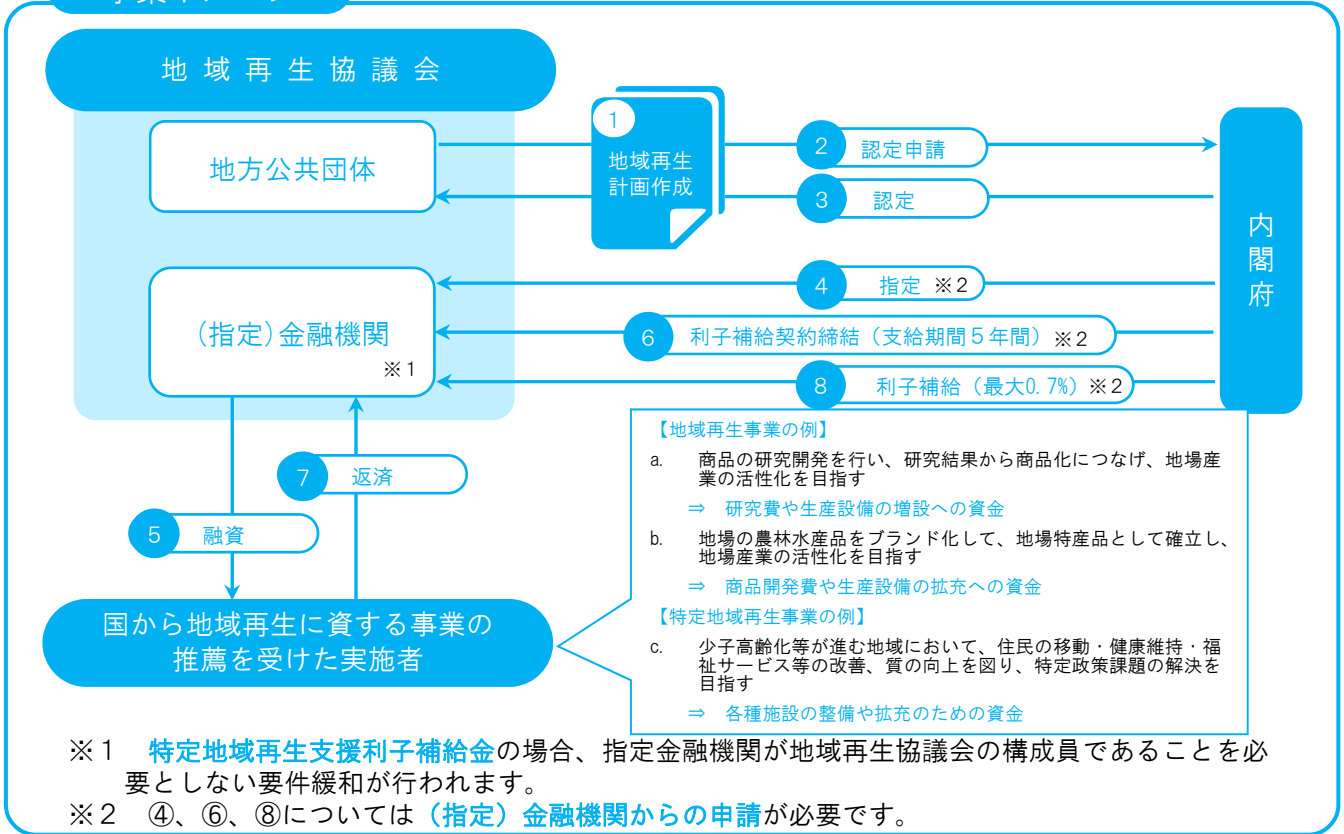 地域再生協議会
地方公共団体
1
地域再生
計画作成
2 認定申請
3 認定
内閣府
(指定)金融機関
※1
4 指定 ※2
6 利子補給契約締結（支給期間５年間）※2
8 利子補給（最大0.7%）※2
7 返済
5 融資
国から地域再生に資する事業の
推薦を受けた実施者
【地域再生事業の例】
a. 商品の研究開発を行い、研究結果から商品化につなげ、地場産
業の活性化を目指す
⇒ 研究費や生産設備の増設への資金
b. 地場の農林水産品をブランド化して、地場特産品として確立し、
地場産業の活性化を目指す
⇒ 商品開発費や生産設備の拡充への資金
【特定地域再生事業の例】
c. 少子高齢化等が進む地域において、住民の移動・健康維持・福
祉サービス等の改善、質の向上を図り、特定政策課題の解決を
目指す
⇒ 各種施設の整備や拡充のための資金
※１ 特定地域再生支援利子補給金の場合、指定金融機関が地域再生協議会の構成員であることを必
要としない要件緩和が行われます。
※２ ④、⑥、⑧については（指定）金融機関からの申請が必要です。